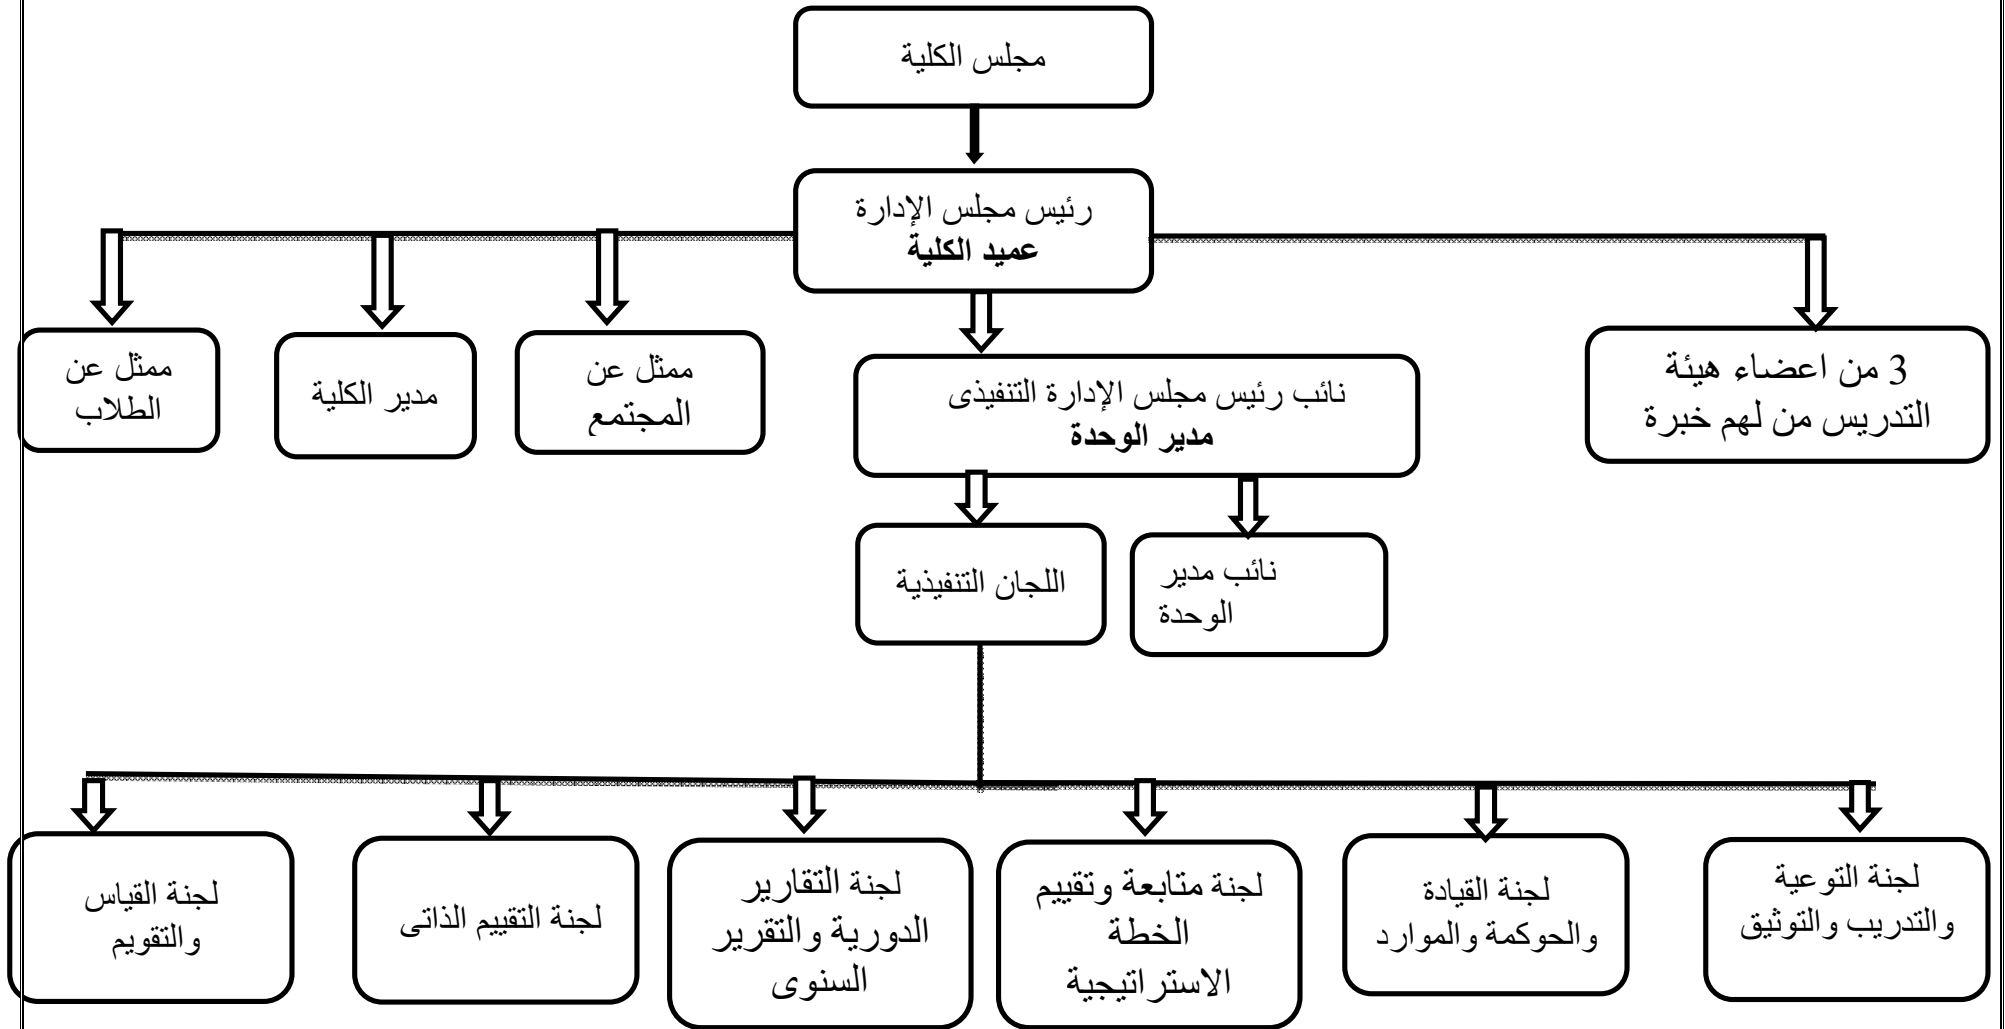 مجلس الكلية
رئيس مجلس الإدارة
عميد الكلية
3 من اعضاء هيئة
التدريس من لهم خبرة
نائب رئيس مجلس الإدارة التنفيذى
مدير الوحدة
ممثل عن
المجتمع
مدير الكلية
ممثل عن
الطلاب
نائب مدير
الوحدة
اللجان التنفيذية
لجنة التوعية
والتدريب والتوثيق
لجنة القيادة
والحوكمة والموارد
لجنة متابعة وتقييم
الخطة
الاستراتيجية
لجنة التقارير
الدورية والتقرير
السنوى
لجنة التقييم الذاتى
لجنة القياس
والتقويم